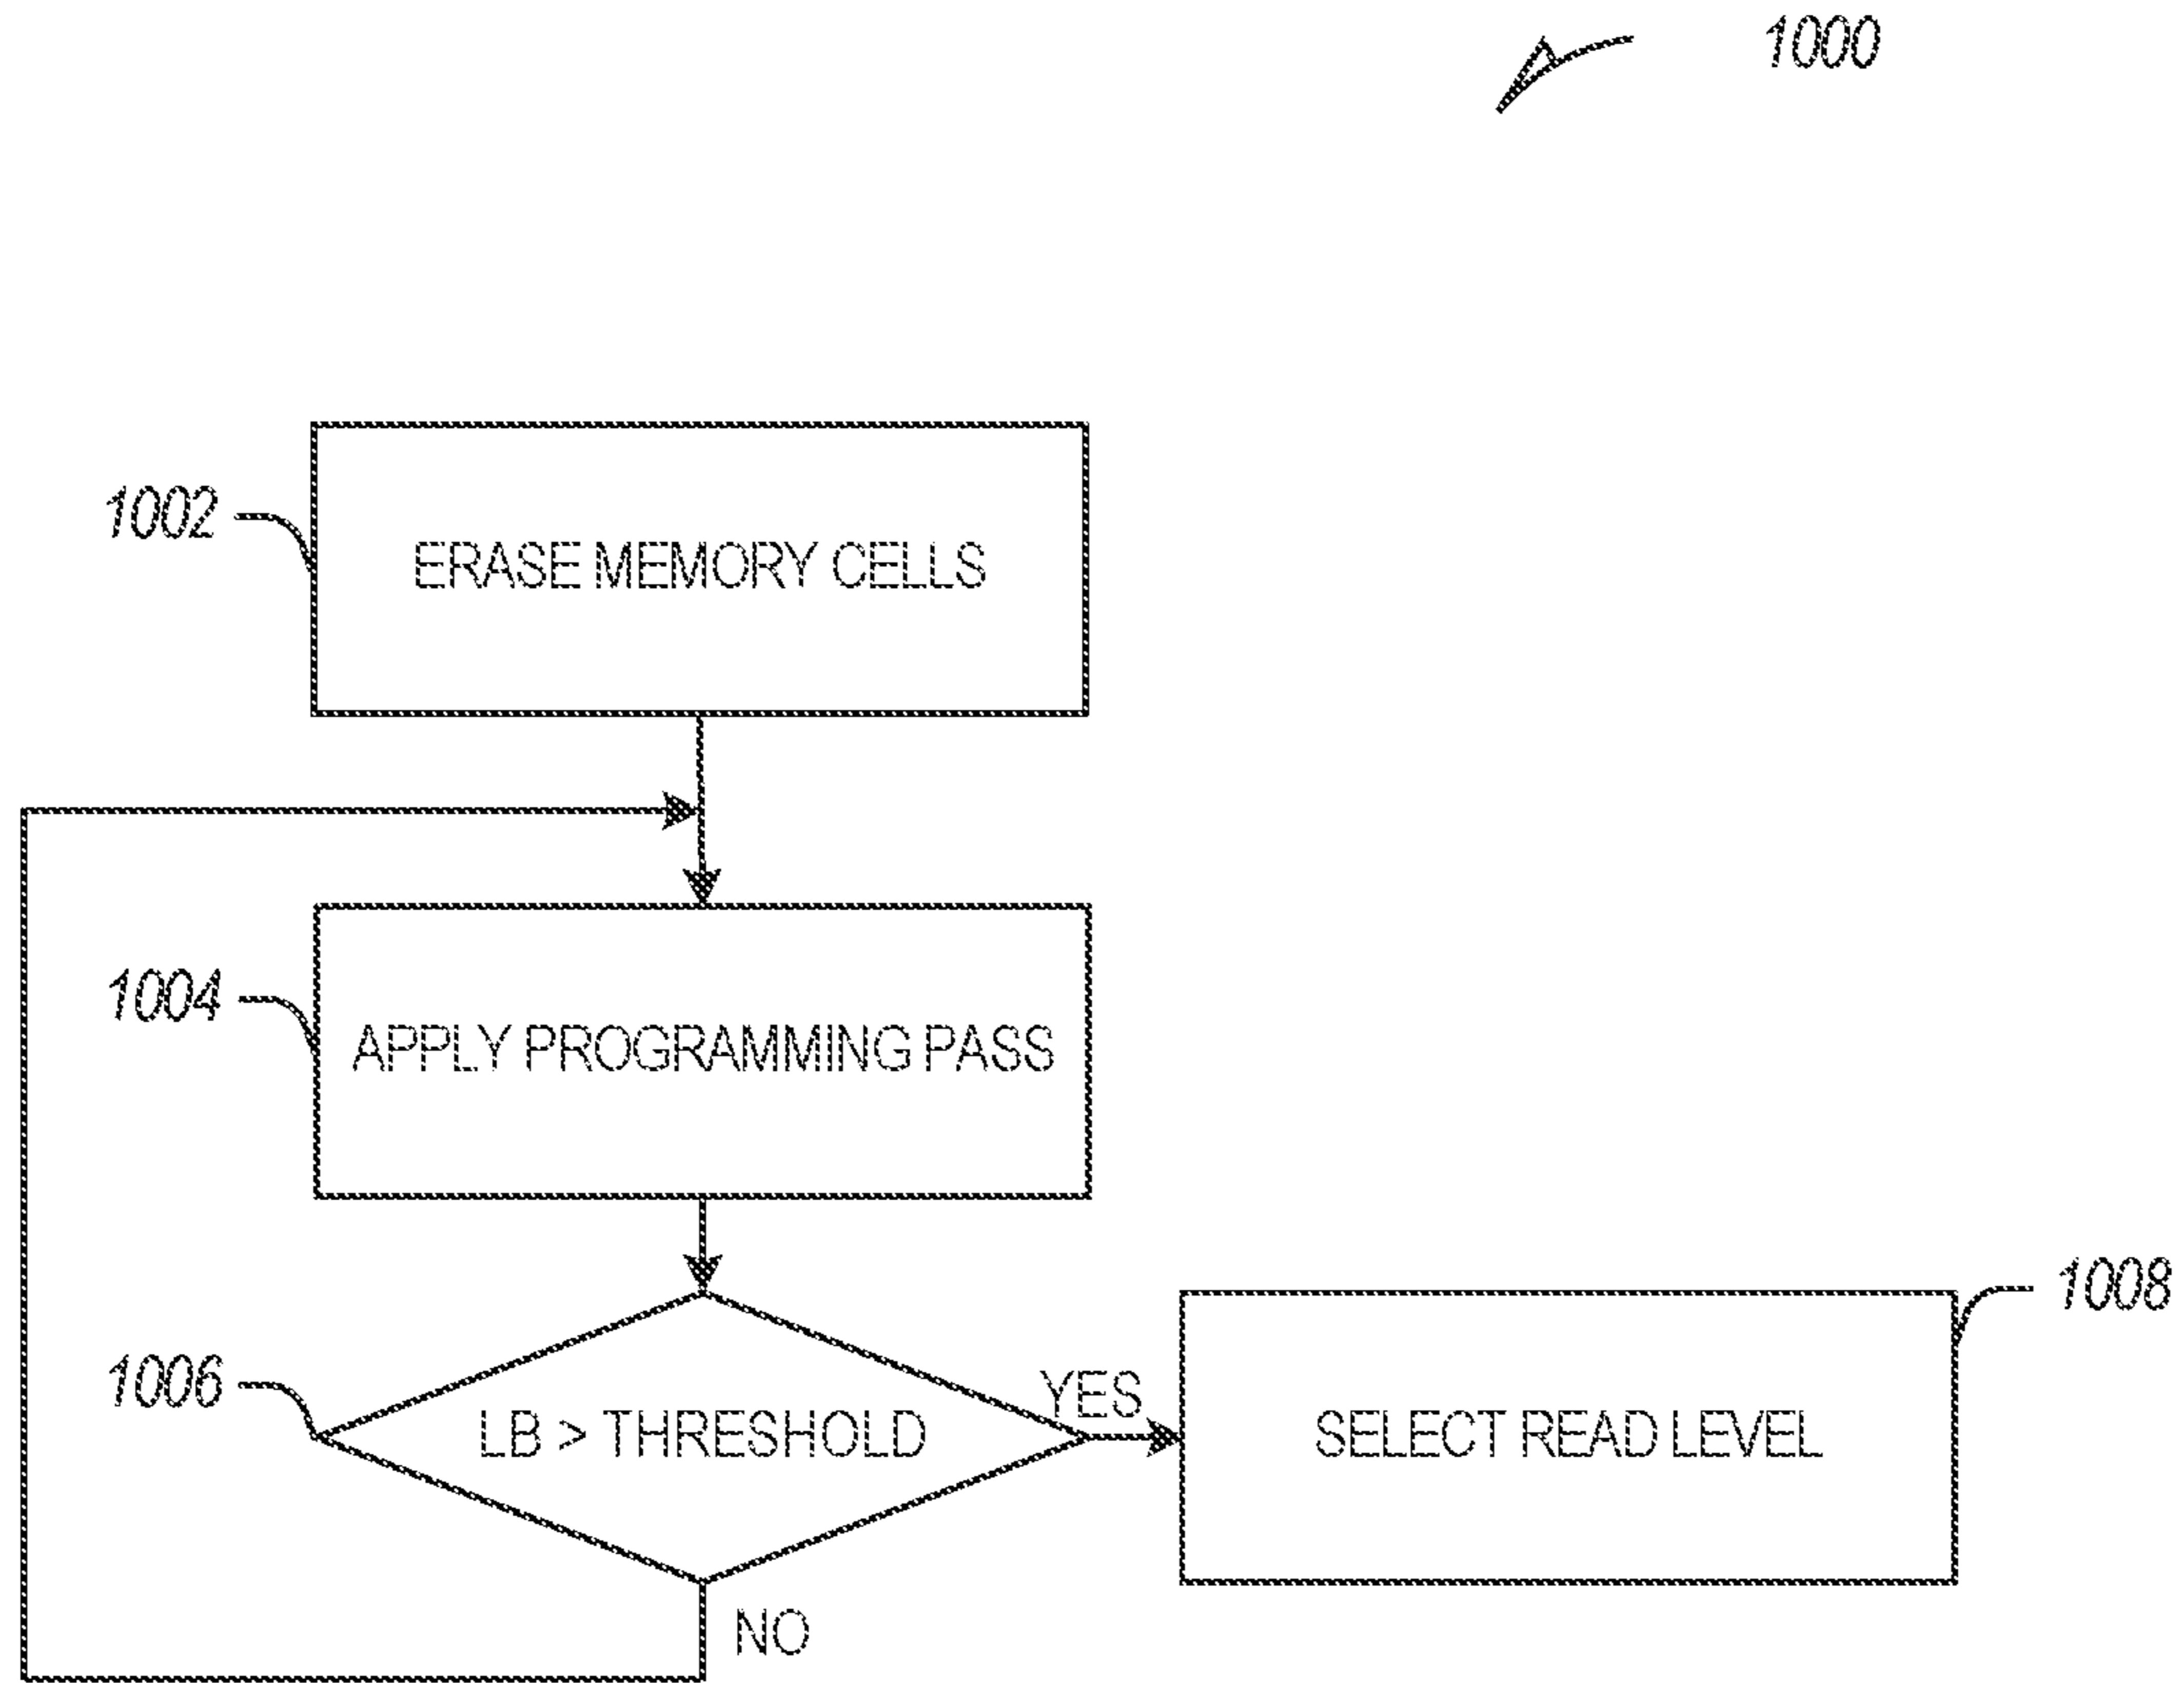 1000
1002
ERASE MEMORY CELLS
1004
APPLY PROGRAMMING PASS
1006
LB > THRESHOLD
YES
NO
1008
SELECT READ LEVEL